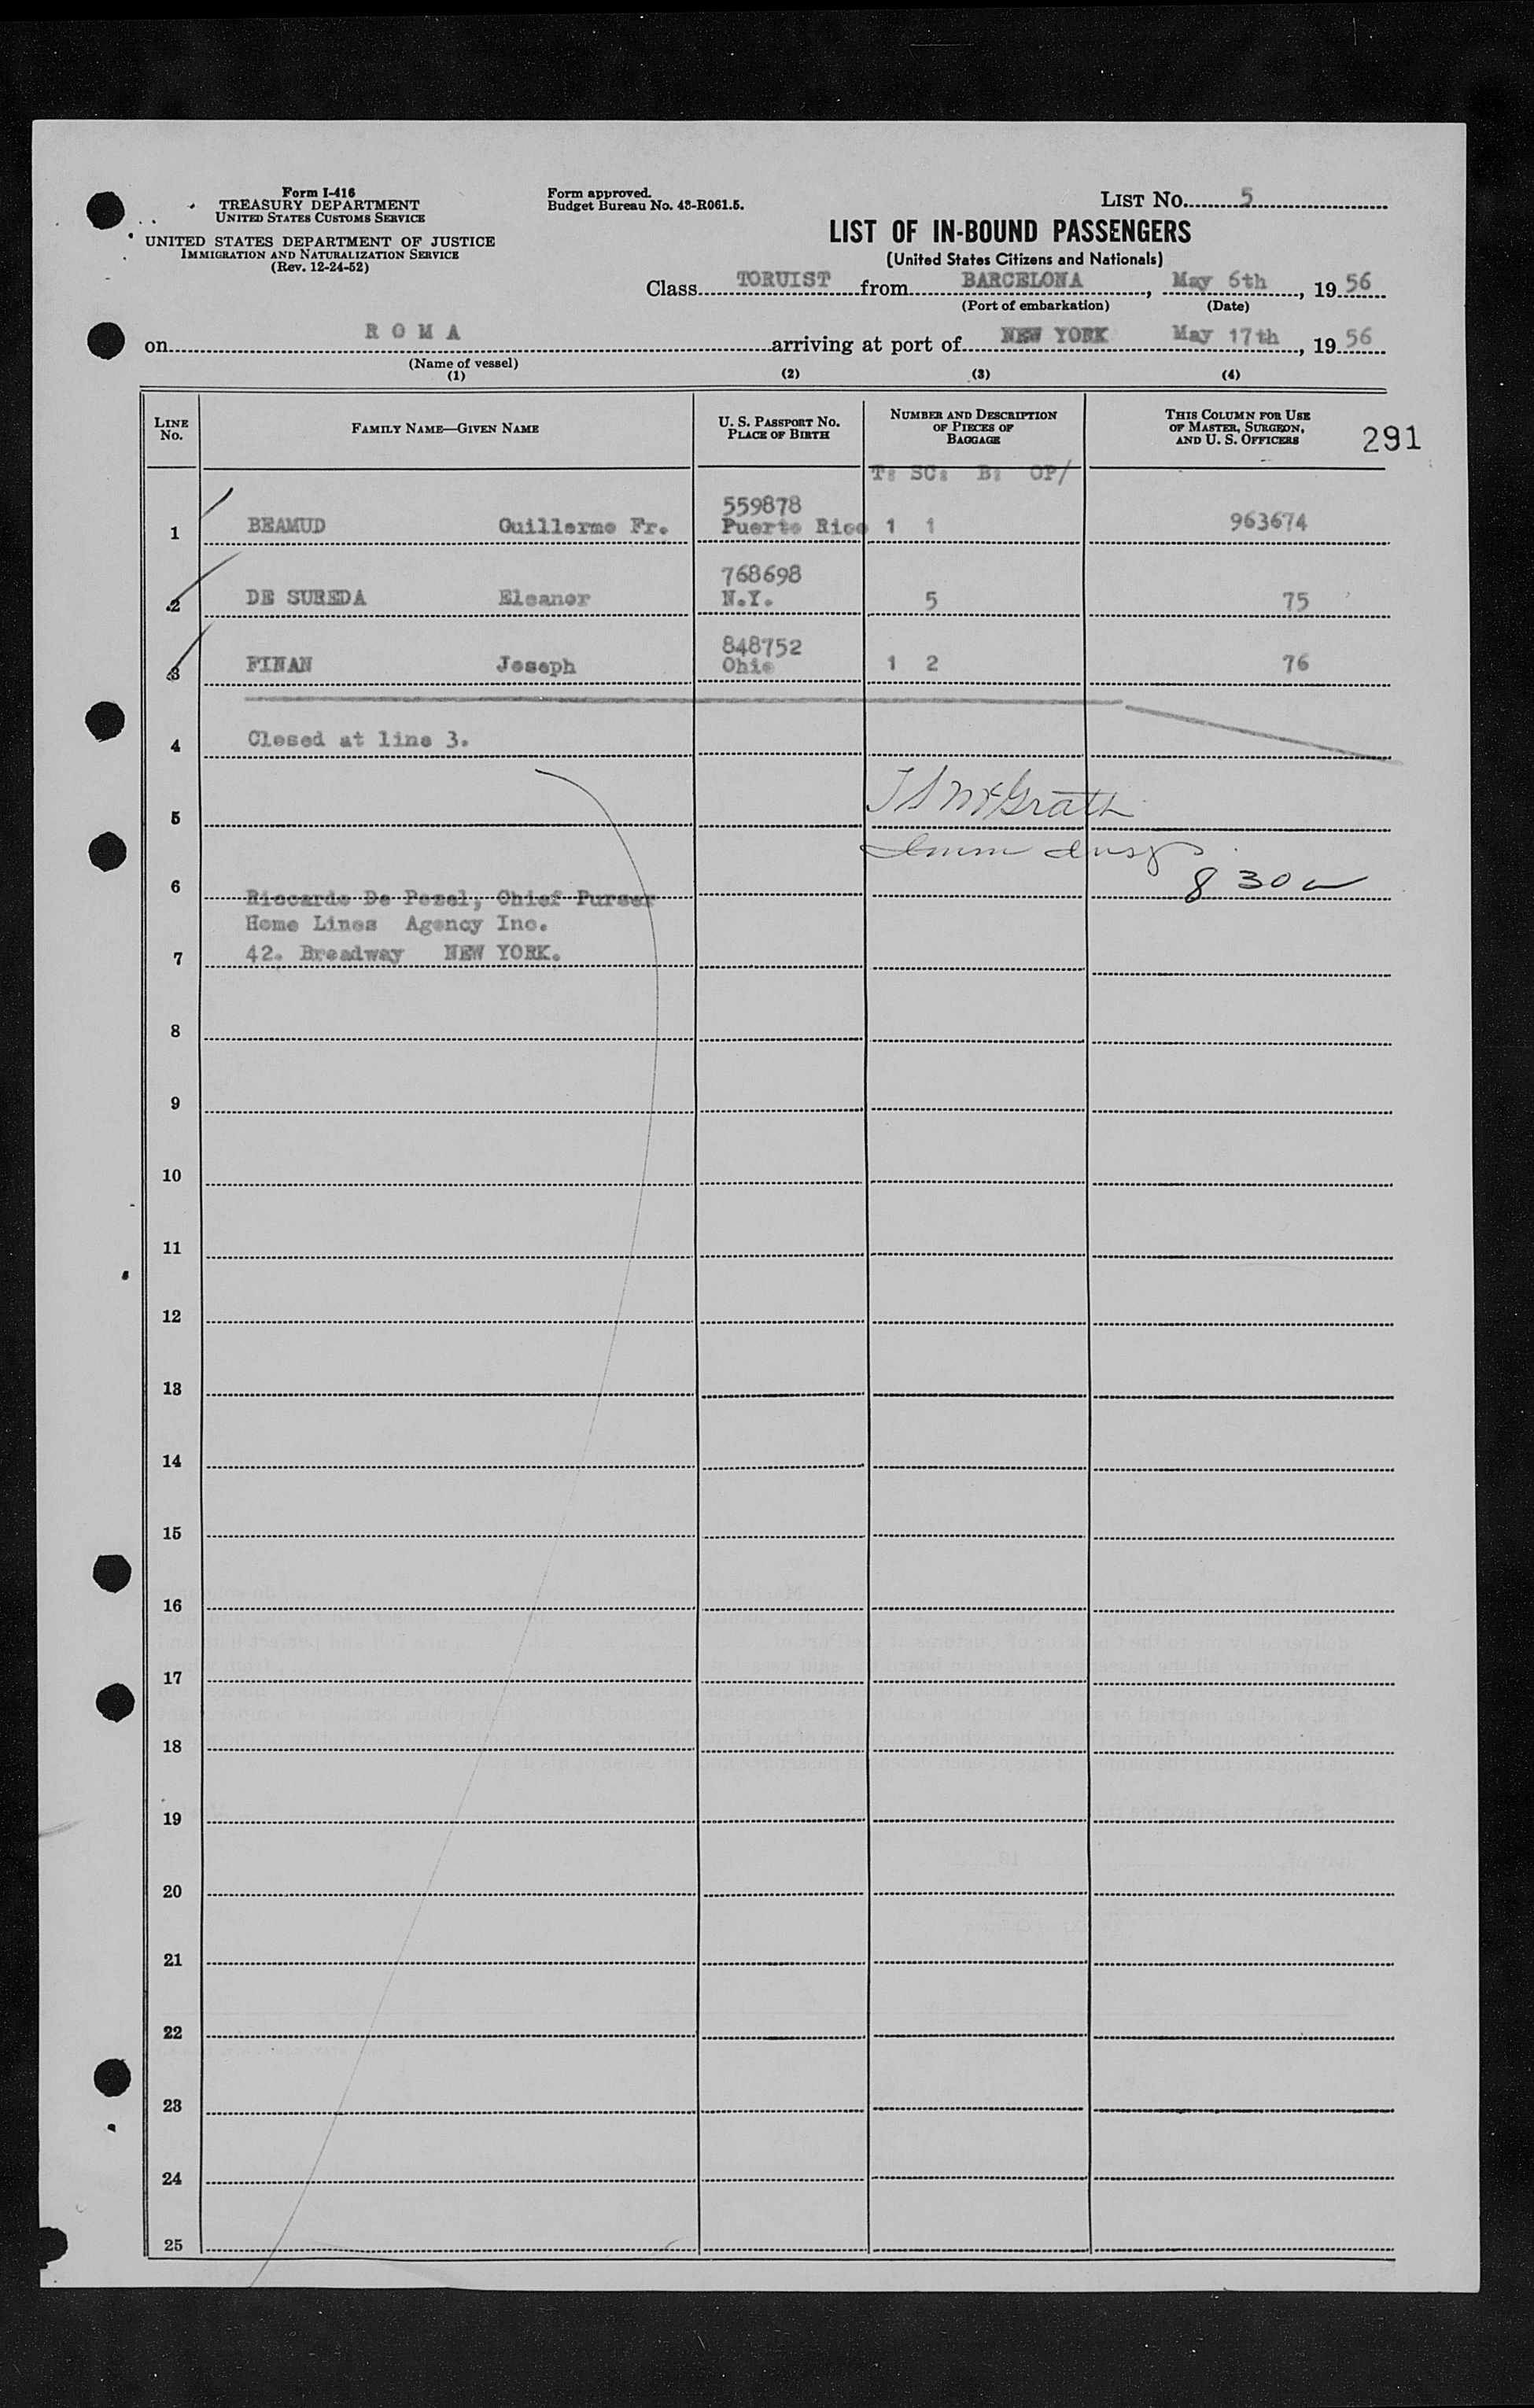 Form I-416
TREASURY DEPARTMENT
UNITED STATES CUSTOMS SERVICE
UNITED STATES DEPARTMENT OF JUSTICE
IMMIGRATION AND NATURALIZATION SERVICE
(Rev. 12-24-52)
Form approved.
Budget Bureau No. 43-R061.5.
LIST No. 5
LIST OF IN-BOUND PASSENGERS
(United States Citizens and Nationals)
Class TORUIST from BARCELONA, May 6th, 1956
(Port of embarkation) (Date)
on R O M A arriving at port of NEW YORK May 17th, 1956
(Name of vessel)
(1) (2) (3) (4)
LINE No. FAMILY NAME—GIVEN NAME U. S. PASSPORT No. PLACE OF BIRTH NUMBER AND DESCRIPTION OF PIECES OF BAGGAGE THIS COLUMN FOR USE OF MASTER, SURGEON, AND U. S. OFFICERS 291
T: SC: B: OP/
559878
1 BEAMUD Guillermo Fr. Puerto Rico 1 1 963674
768698
2 DE SUREDA Eleanor N.Y. 5 75
848752
3 FINAN Joseph Ohio 1 2 76
4 Closed at line 3.
5 McGrath
Imm Insp
6 Riccardo De Pozel, Chief Purser 8 30
Home Lines Agency Inc.
7 42. Broadway NEW YORK.
8
9
10
11
12
13
14
15
16
17
18
19
20
21
22
23
24
25